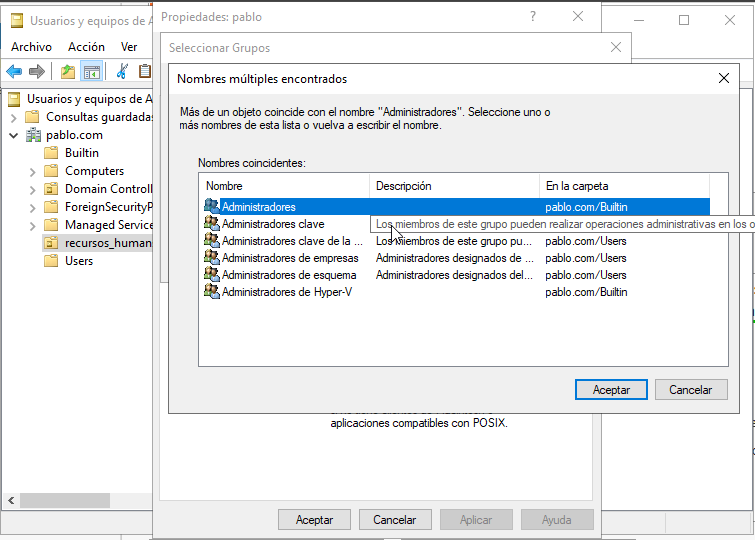 Usuarios y equipos de A
Propiedades: pablo
?
Archivo Acción Ver
Seleccionar Grupos
Nombres múltiples encontrados
Más de un objeto coincide con el nombre "Administradores". Seleccione uno o
más nombres de esta lista o vuelva a escribir el nombre.
Nombres coincidentes:
Nombre Descripción En la carpeta
Administradores pablo.com/Builtin
Administradores clave
Los miembros de este grupo pueden realizar operaciones administrativas en los o
Administradores clave de la ... Los miembros de este grupo pu... pablo.com/Users
Administradores de empresas Administradores designados de ... pablo.com/Users
Administradores de esquema Administradores designados del... pablo.com/Users
Administradores de Hyper-V pablo.com/Builtin
Aceptar Cancelar
Usuarios y equipos de A
Consultas guardadas
pablo.com
Builtin
Computers
Domain Controll
ForeignSecurityP
Managed Service
recursos_human
Users
aplicaciones compatibles con POSIX.
Aceptar Cancelar Aplicar Ayuda